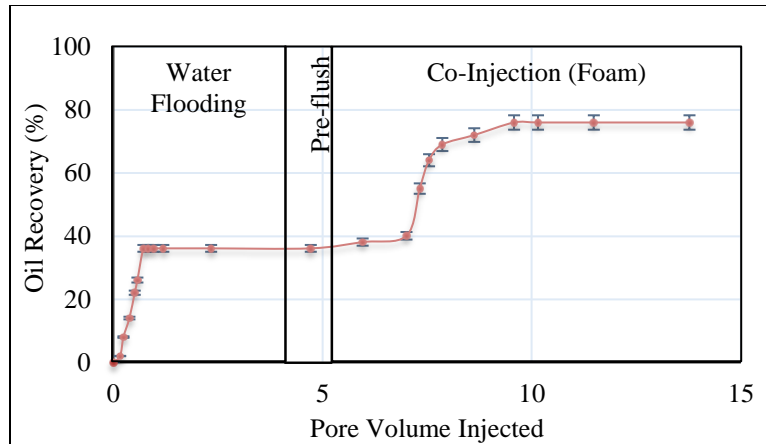 100
80
60
40
20
0
Oil Recovery (%)
Water
Flooding
Pre-flush
Co-Injection (Foam)
0 5 10 15
Pore Volume Injected